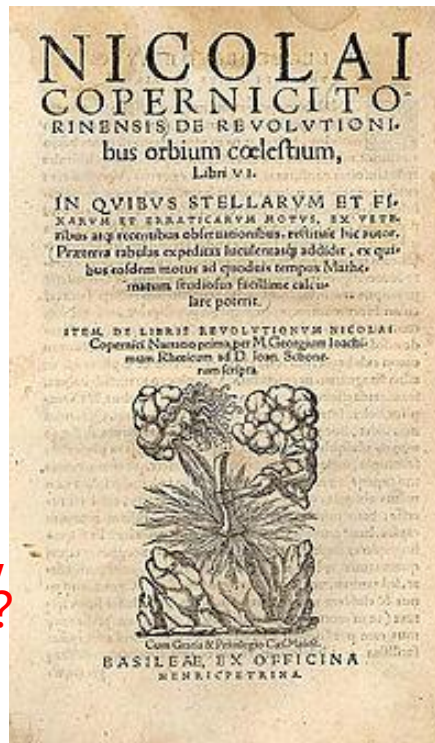 NICOLAI
COPERNICI TO-
RINENSIS DE REVOLVTIONI-
bus orbium cœlestium,
Libri VI.
IN QVIBVS STELLARVM ET FI-
XARVM ET ERRATICARVM MOTVS, EX VETE-
ribus atq; recentibus obseruationibus, restituit hic autor.
Præterea tabulas expeditas luculentasq; addidit, ex qui-
bus eosdem motus ad quoduis tempus Mathe-
matum studiosus facillime calcu-
lare poterit.
ITEM, DE LIBRIS REVOLVTIONVM NICOLAI
Copernici Narratio prima, per M. Georgium Ioachi-
mum Rheticum ad D. Ioan. Schone-
rum scripta.
?
Cum Gratia & Priuilegio Cæs. Maiest.
BASILEAE, EX OFFICINA
HENRICPETRINA.